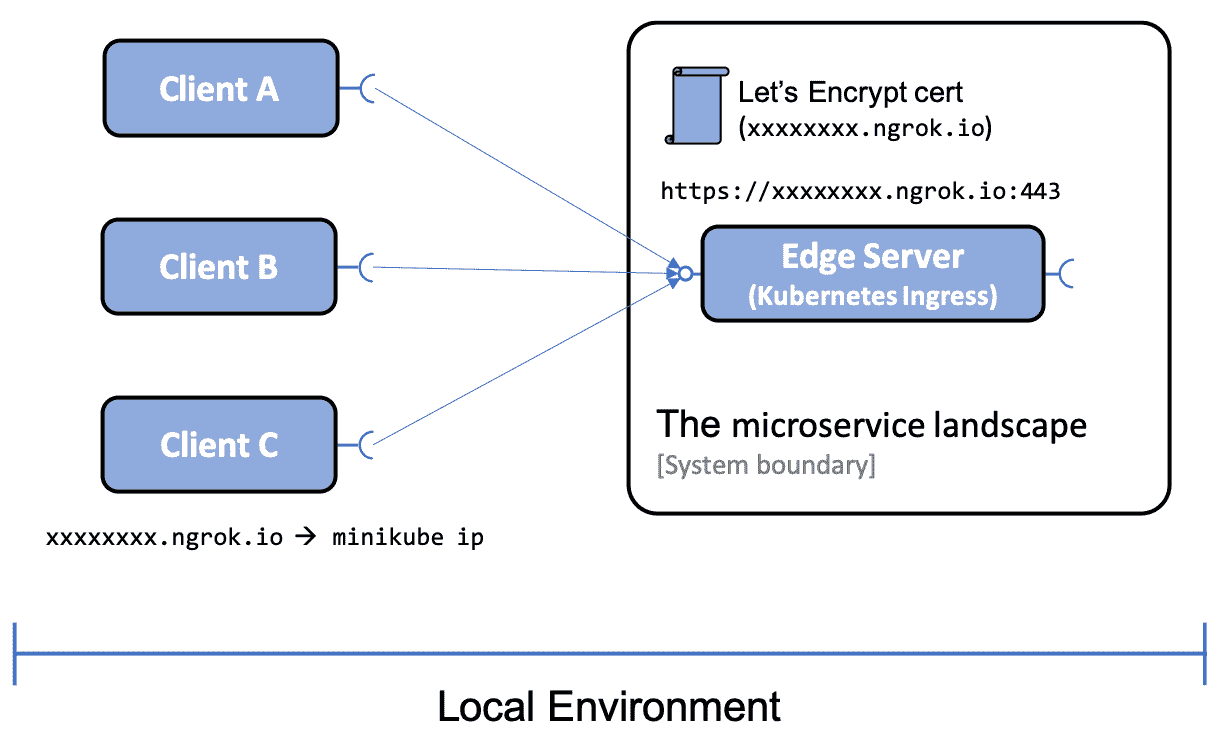 Client A
Let's Encrypt cert
(xxxxxxxx.ngrok.io)
https://xxxxxxxx.ngrok.io:443
Client B
Edge Server
(Kubernetes Ingress)
Client C
The microservice landscape
[System boundary]
xxxxxxxx.ngrok.io → minikube ip
Local Environment